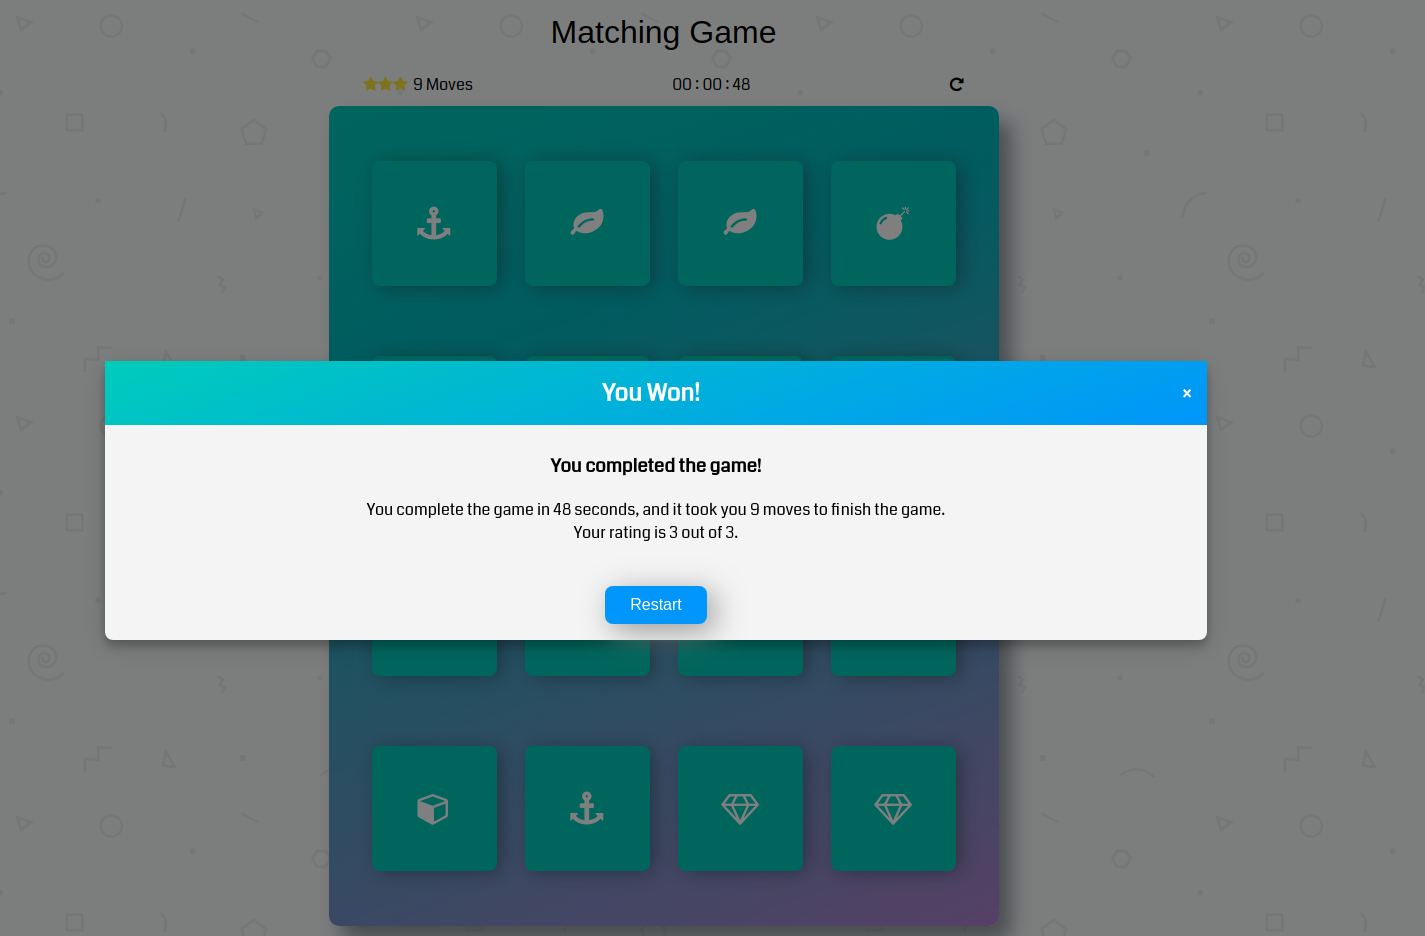 Matching Game
9 Moves
00 : 00 : 48
You Won!
×
You completed the game!
You complete the game in 48 seconds, and it took you 9 moves to finish the game.
Your rating is 3 out of 3.
Restart